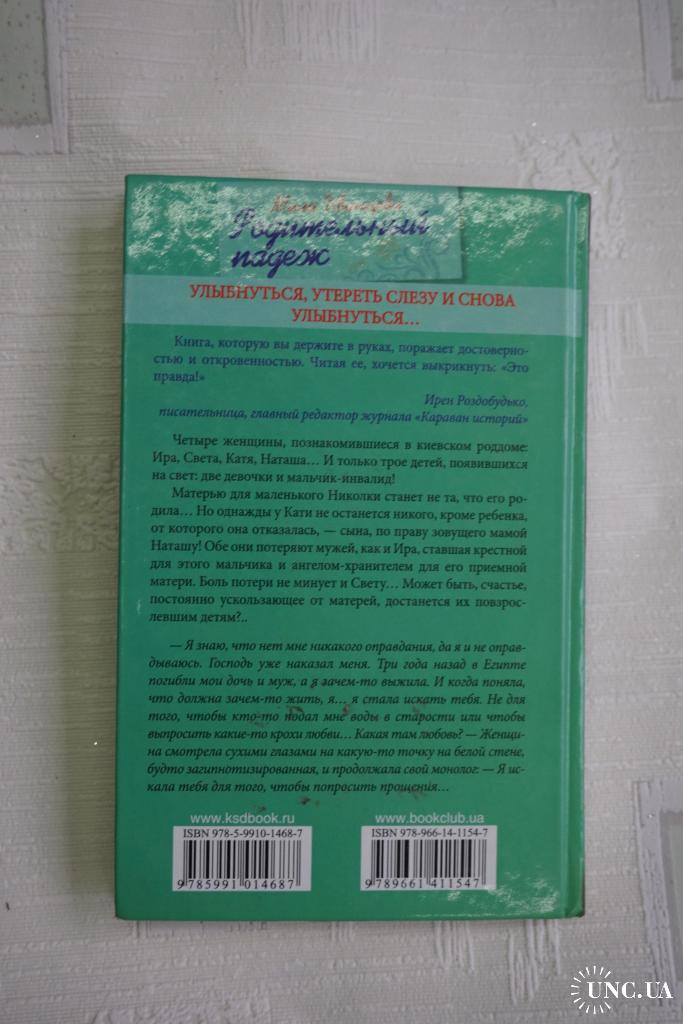 Родительный
падеж
УЛЫБНУТЬСЯ, УТЕРЕТЬ СЛЕЗУ И СНОВА
УЛЫБНУТЬСЯ...
Книга, которую вы держите в руках, поражает достоверно-
стью и откровенностью. Читая ее, хочется выкрикнуть: «Это
правда!»
Ирен Роздобудько,
писательница, главный редактор журнала «Караван историй»
Четыре женщины, познакомившиеся в киевском роддоме:
Ира, Света, Катя, Наташа... И только трое детей, появившихся
на свет: две девочки и мальчик-инвалид!
Матерью для маленького Николки станет не та, что его ро-
дила... Но однажды у Кати не останется никого, кроме ребенка,
от которого она отказалась, — сына, по праву зовущего мамой
Наташу! Обе они потеряют мужей, как и Ира, ставшая крестной
для этого мальчика и ангелом-хранителем для его приемной
матери. Боль потери не минует и Свету... Может быть, счастье,
постоянно ускользающее от матерей, достанется их повзрос-
левшим детям?..
— Я знаю, что нет мне никакого оправдания, да я и не оправ-
дываюсь. Господь уже наказал меня. Три года назад в Египте
погибли мои дочь и муж, а я зачем-то выжила. И когда поняла,
что должна зачем-то жить, я... я стала искать тебя. Не для
того, чтобы кто-то подал мне воды в старости или чтобы
выпросить какие-то крохи любви... Какая там любовь? — Женщи-
на смотрела сухими глазами на какую-то точку на белой стене,
будто загипнотизированная, и продолжала свой монолог: — Я ис-
кала тебя для того, чтобы попросить прощения...
www.ksdbook.ru
ISBN 978-5-9910-1468-7
9 785991 014687
www.bookclub.ua
ISBN 978-966-14-1154-7
9 789661 411547
UNC.UA